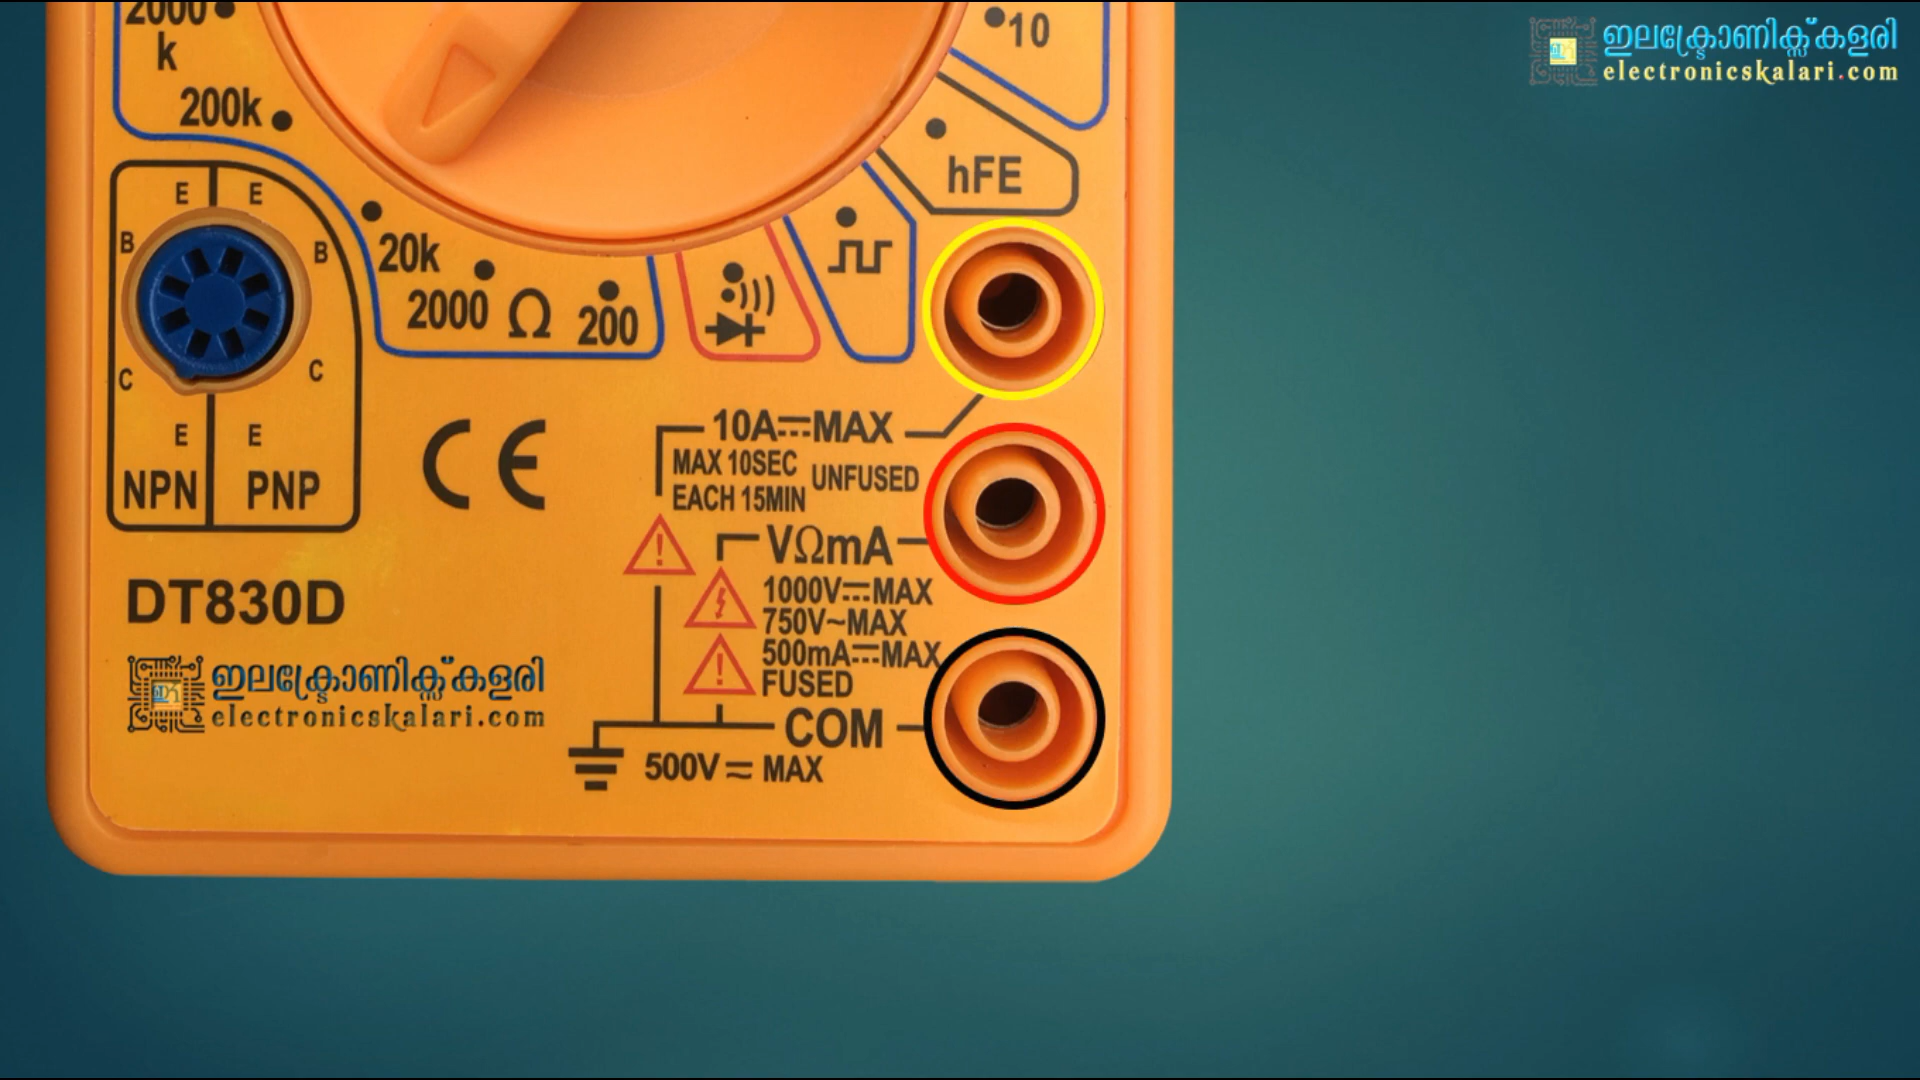 2000
k
200k
10
ഇലക്ട്രോണിക്സ്കളരി
electronicskalari.com
hFE
E E
B B
20k
2000 Ω 200
C C
E E
NPN PNP
10A MAX
MAX 10SEC
EACH 15MIN
UNFUSED
VΩmA
1000V MAX
750V~MAX
500mA MAX
FUSED
COM
500V MAX
DT830D
ഇലക്ട്രോണിക്സ്കളരി
electronicskalari.com